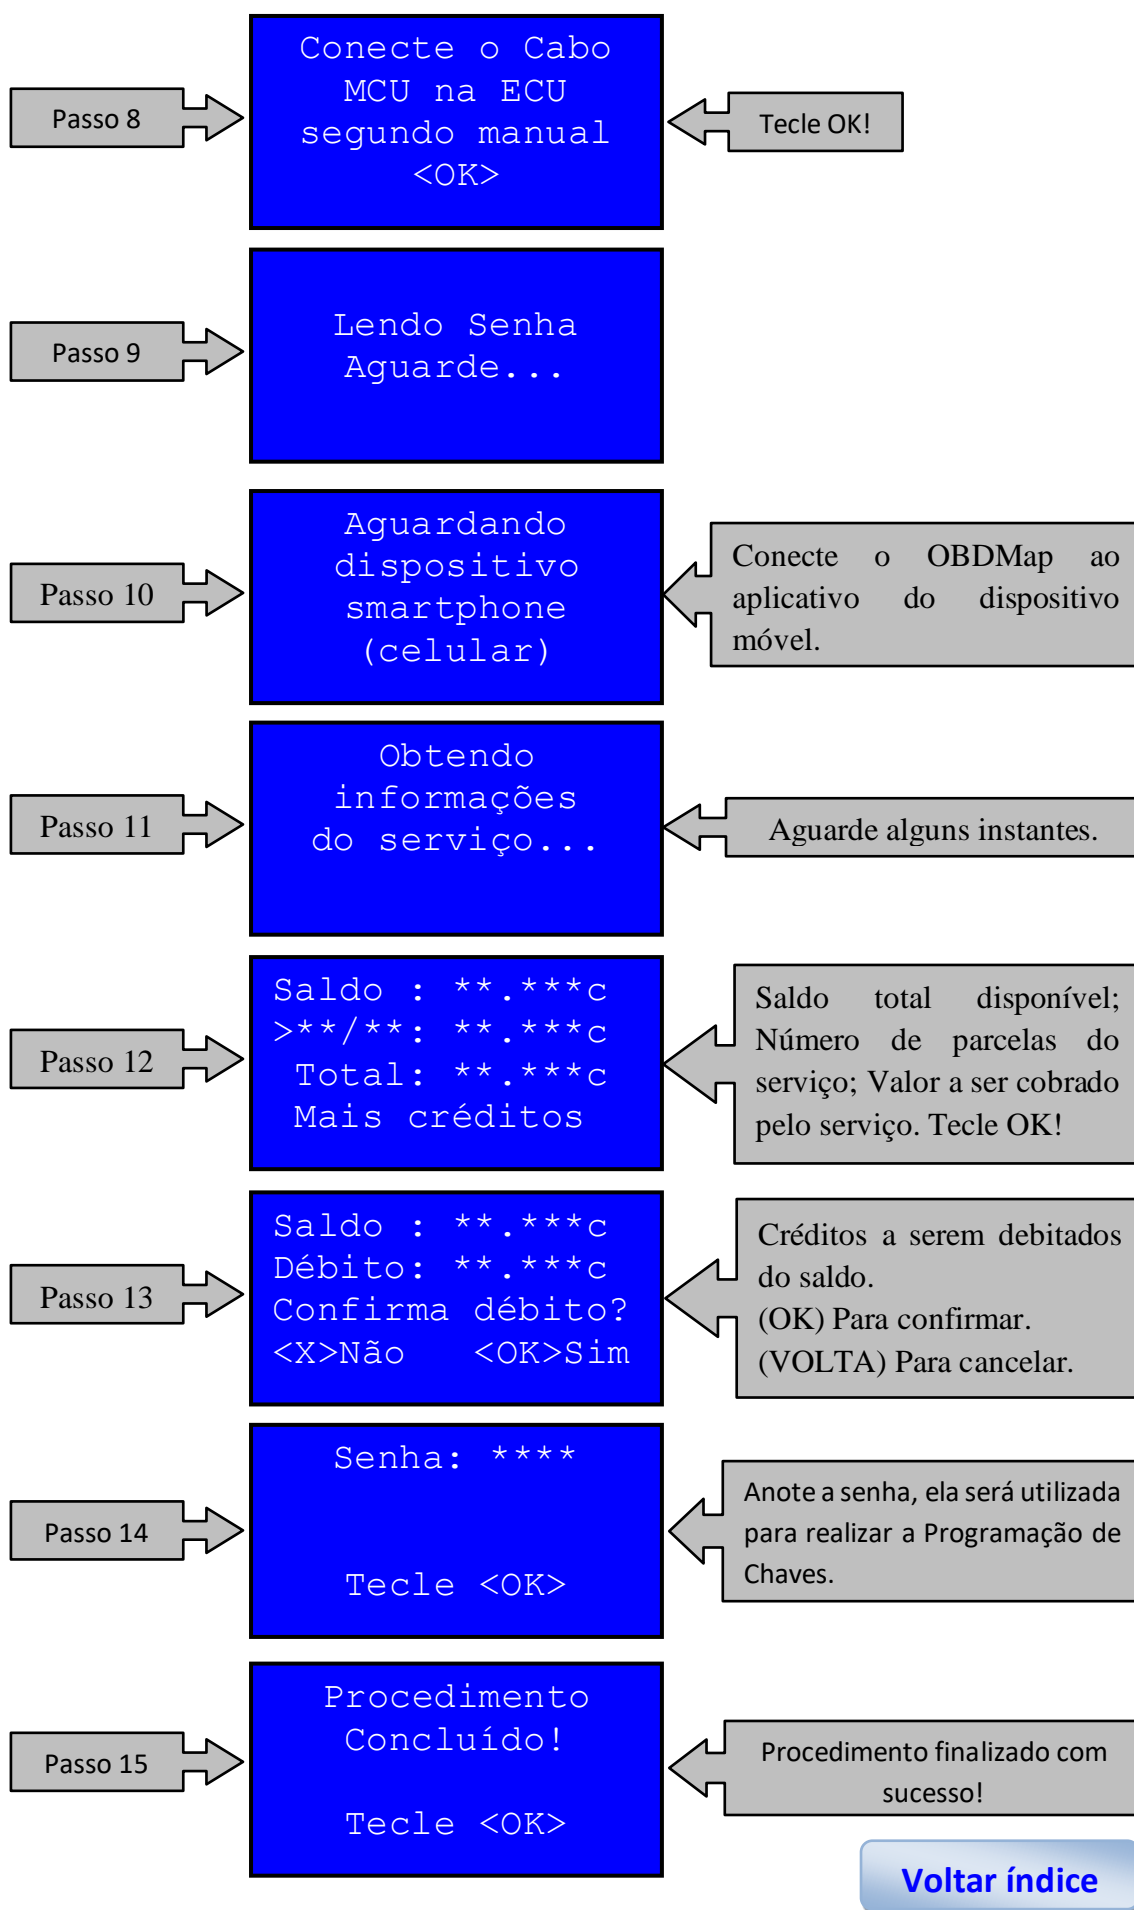 Passo 8
Conecte o Cabo
MCU na ECU
segundo manual
<OK>
Tecle OK!
Passo 9
Lendo Senha
Aguarde...
Passo 10
Aguardando
dispositivo
smartphone
(celular)
Conecte o OBDMap ao
aplicativo do dispositivo
móvel.
Passo 11
Obtendo
informações
do serviço...
Aguarde alguns instantes.
Passo 12
Saldo : **.***c
>**/**: **.***c
Total: **.***c
Mais créditos
Saldo total disponível;
Número de parcelas do
serviço; Valor a ser cobrado
pelo serviço. Tecle OK!
Passo 13
Saldo : **.***c
Débito: **.***c
Confirma débito?
<X>Não <OK>Sim
Créditos a serem debitados
do saldo.
(OK) Para confirmar.
(VOLTA) Para cancelar.
Passo 14
Senha: ****
Tecle <OK>
Anote a senha, ela será utilizada
para realizar a Programação de
Chaves.
Passo 15
Procedimento
Concluído!
Tecle <OK>
Procedimento finalizado com
sucesso!
Voltar índice